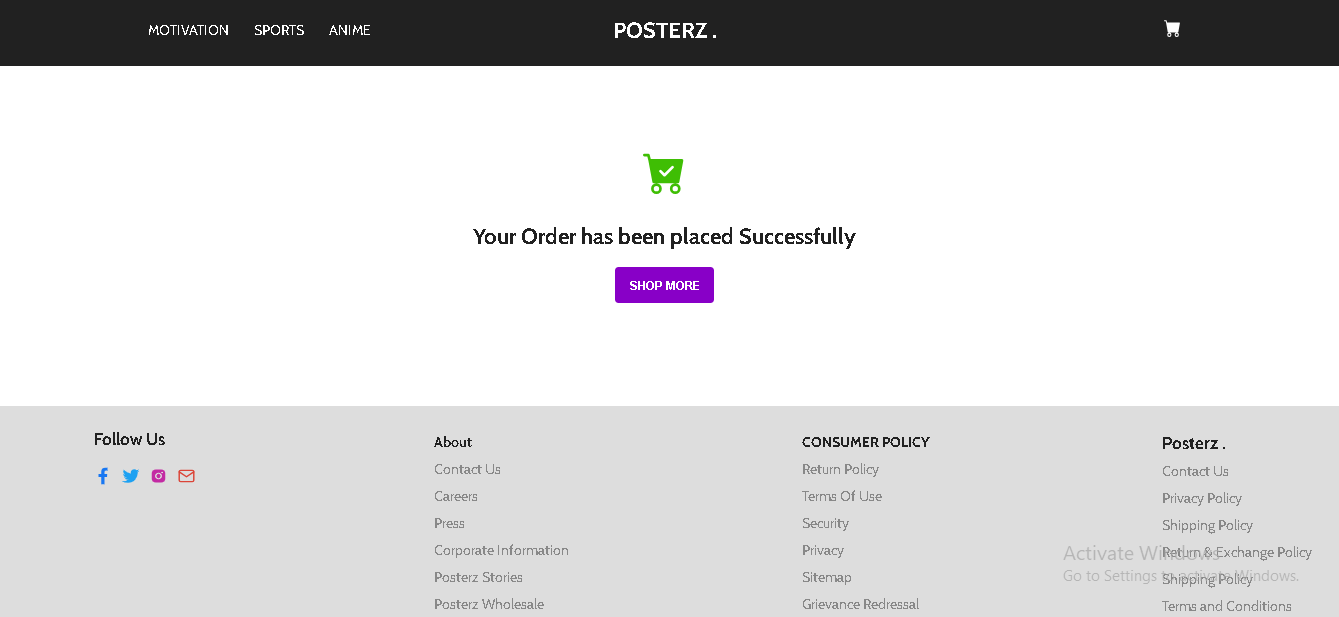 MOTIVATION SPORTS ANIME POSTERZ .
Your Order has been placed Successfully
SHOP MORE
Follow Us
About
Contact Us
Careers
Press
Corporate Information
Posterz Stories
Posterz Wholesale
CONSUMER POLICY
Return Policy
Terms Of Use
Security
Privacy
Sitemap
Grievance Redressal
Posterz .
Contact Us
Privacy Policy
Shipping Policy
Return & Exchange Policy
Shipping Policy
Terms and Conditions
Activate Windows
Go to Settings to activate Windows.